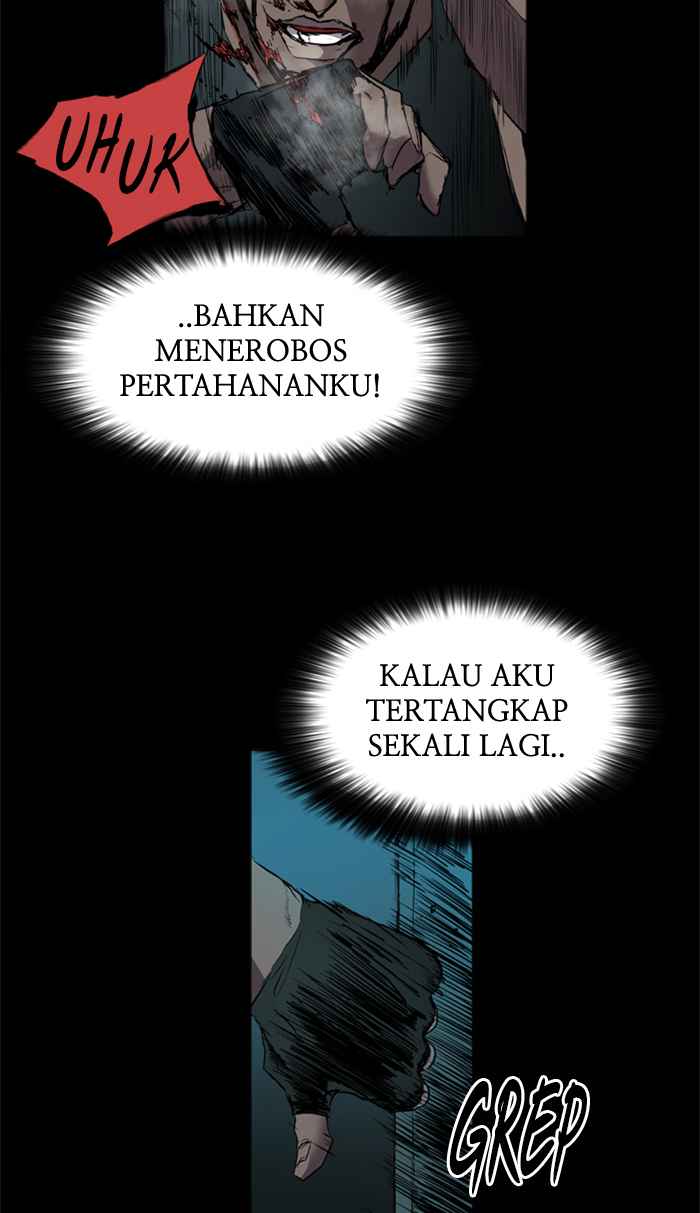 UHUK
..BAHKAN
MENEROBOS
PERTAHANANKU!
KALAU AKU
TERTANGKAP
SEKALI LAGI..
GREP